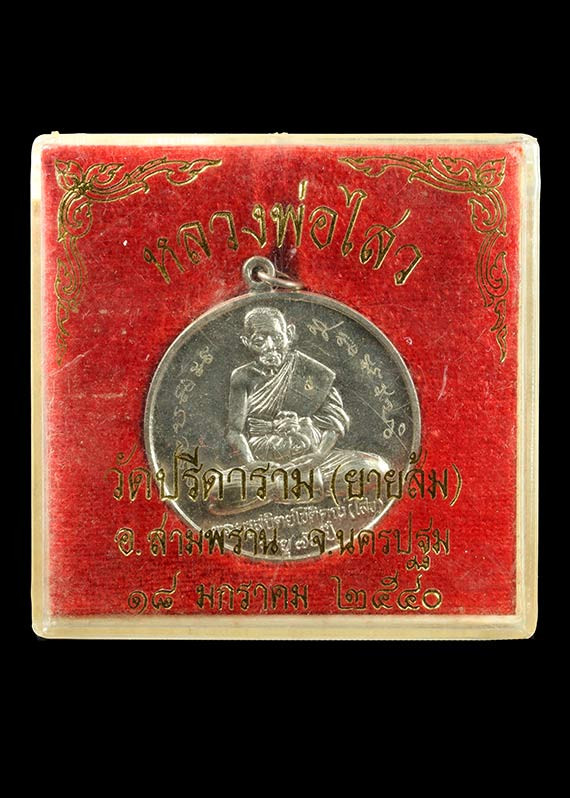 หลวงพ่อไสว
วัดปรีดาราม (ยายส้ม)
อ.สามพราน จ.นครปฐม
๑๘ มกราคม ๒๕๔๐